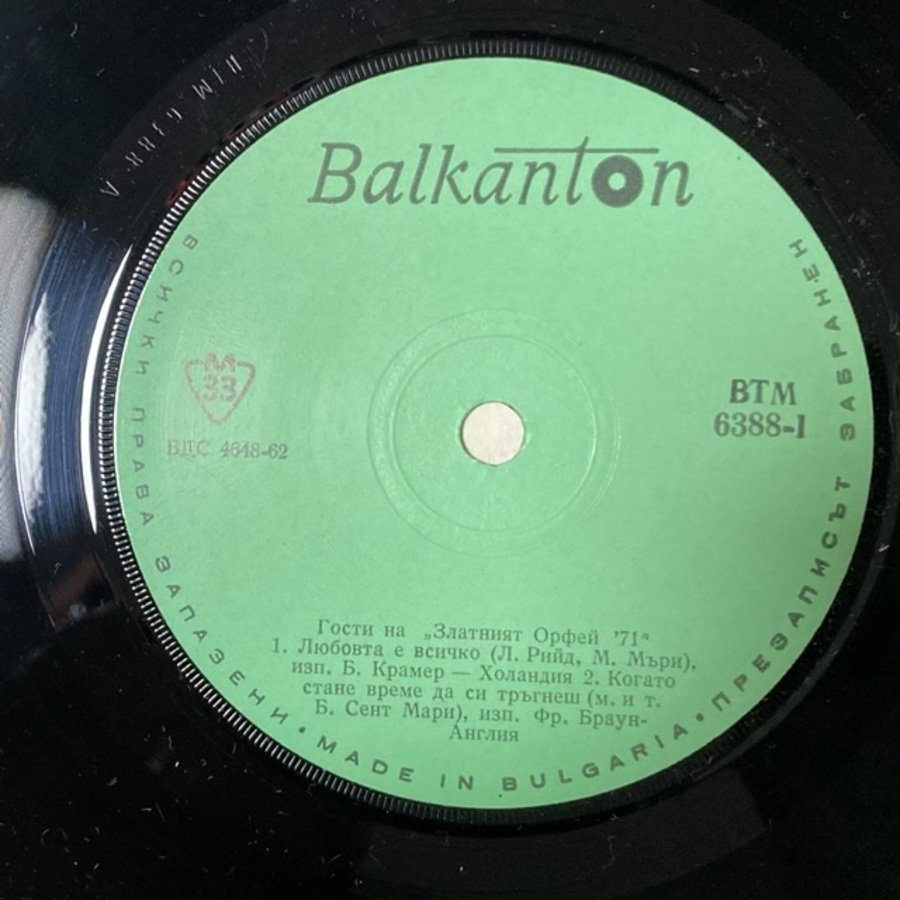 ВТМ 6388 А
Balkanton
M
33
БДС 4648-62
ВТМ
6388-I
Гости на „Златният Орфей '71“
1. Любовта е всичко (Л. Рийд, М. Мъри),
изп. Б. Крамер — Холандия 2. Когато
стане време да си тръгнеш (м. и т.
Б. Сент Мари), изп. Фр. Браун-
Англия
ВСИЧКИ ПРАВА ЗАПАЗЕНИ • MADE IN BULGARIA • ПРЕЗАПИСЪТ ЗАБРАНЕН